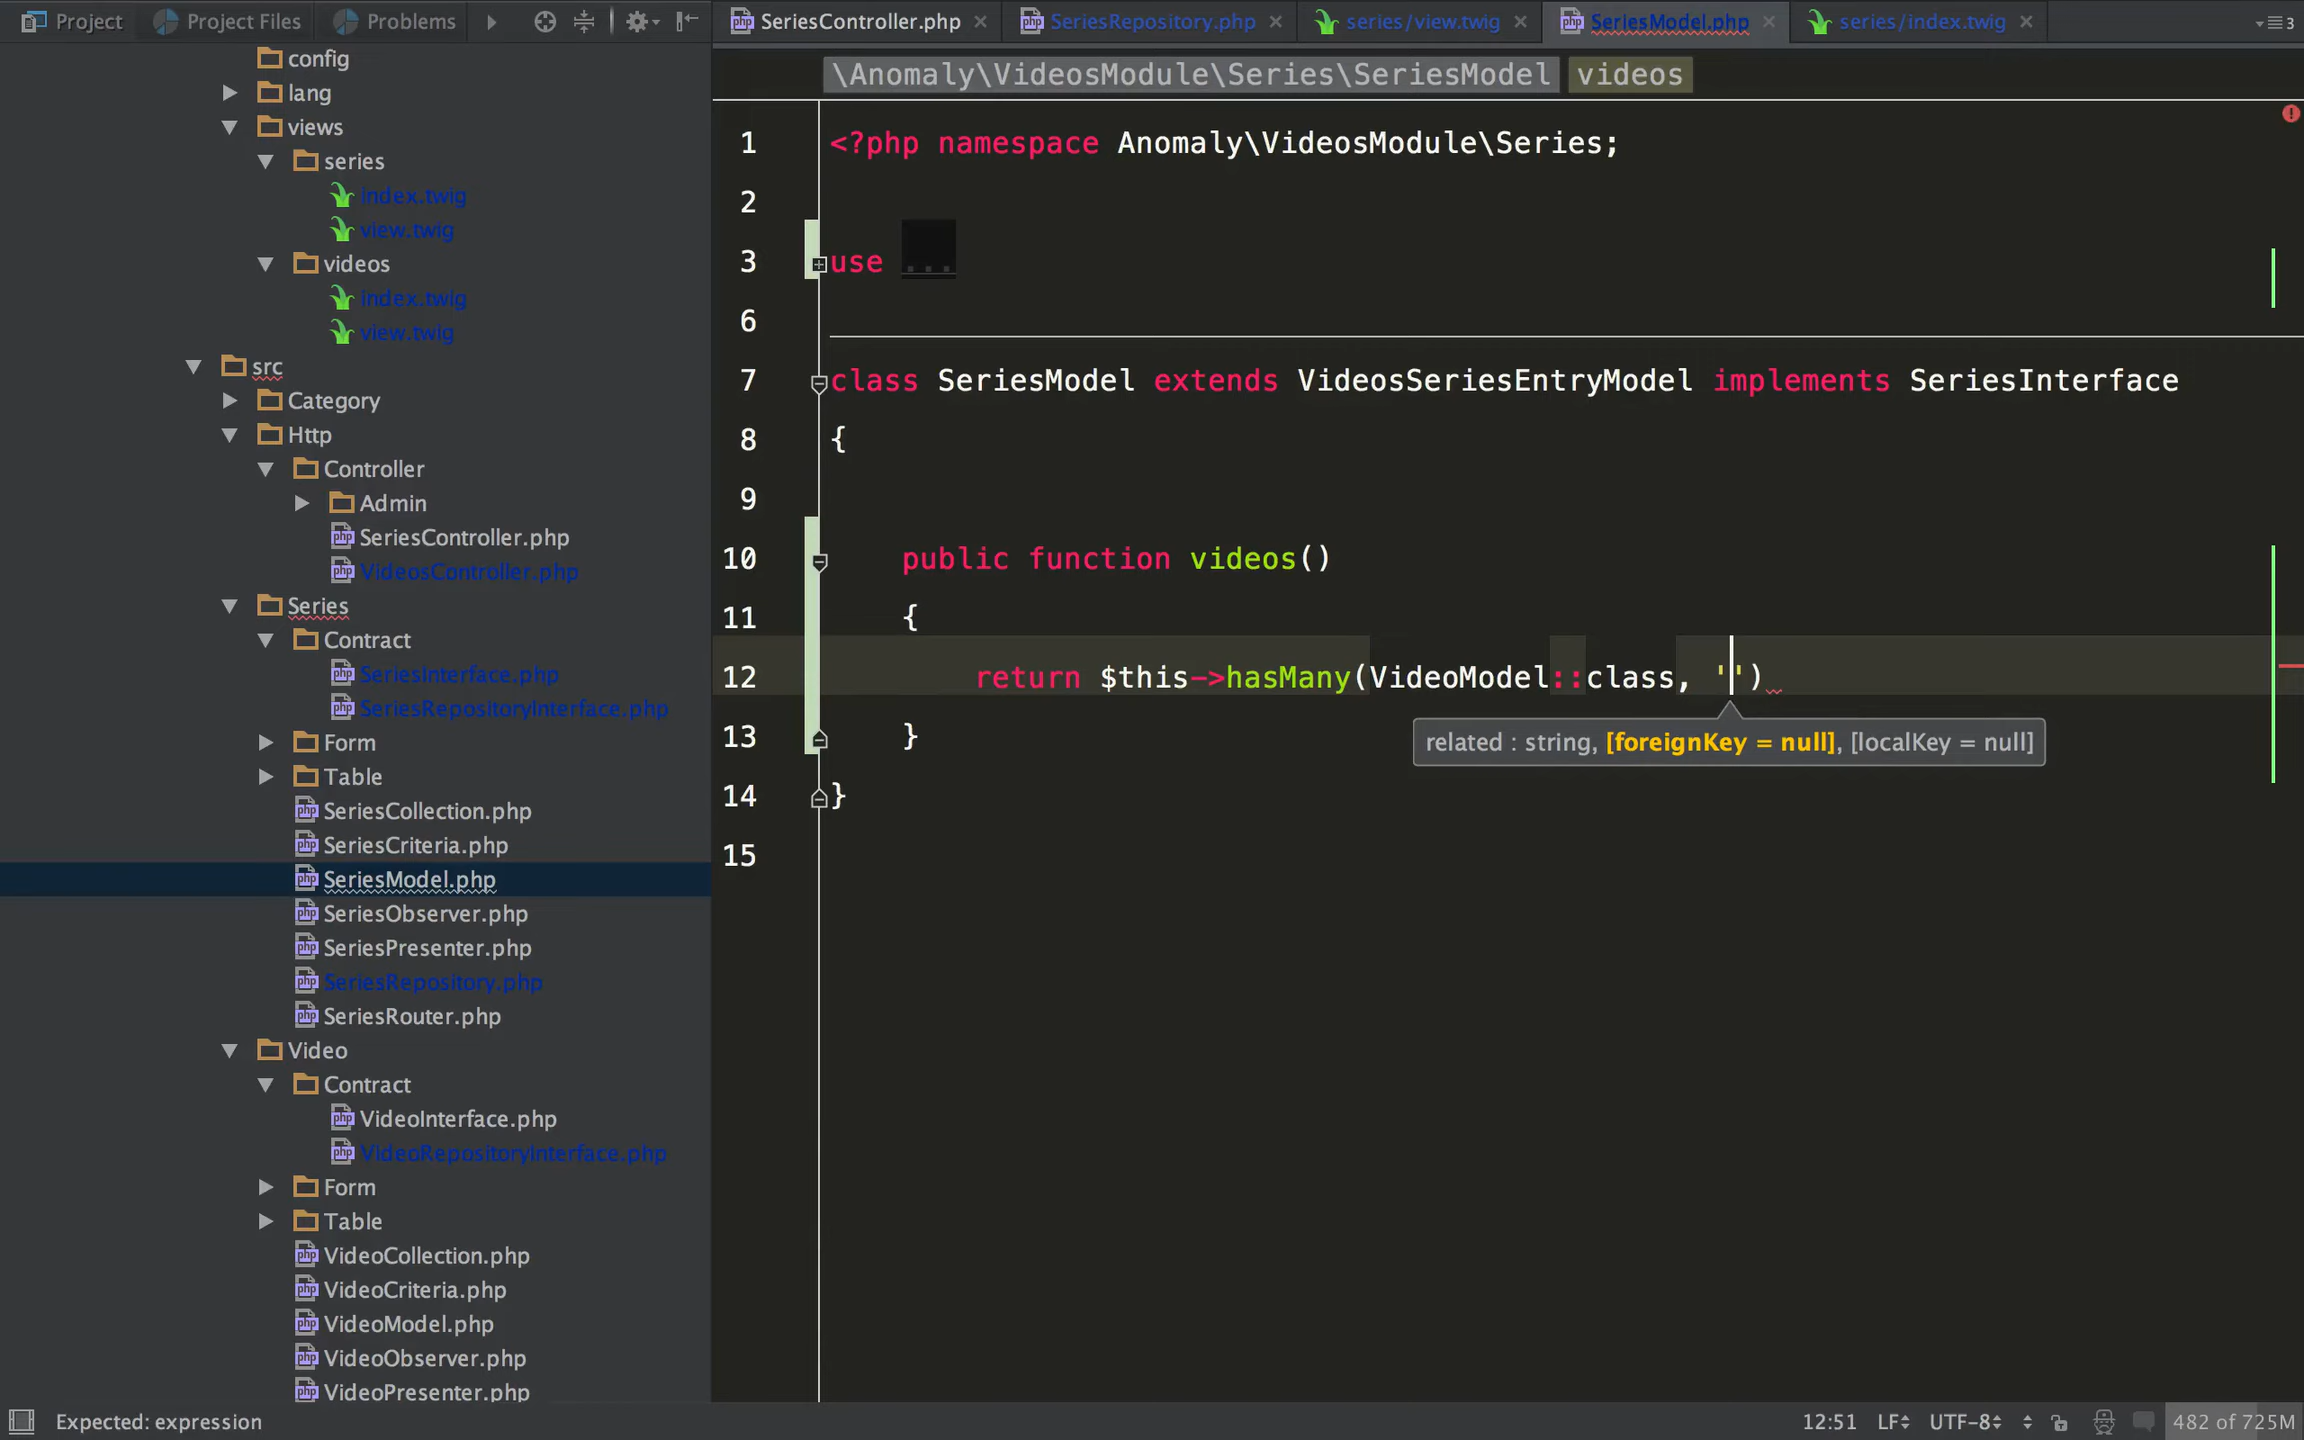 Project Project Files Problems
SeriesController.php SeriesRepository.php series/view.twig SeriesModel.php series/index.twig 3
config
lang
views
series
index.twig
view.twig
videos
index.twig
view.twig
src
Category
Http
Controller
Admin
SeriesController.php
VideosController.php
Series
Contract
SeriesInterface.php
SeriesRepositoryInterface.php
Form
Table
SeriesCollection.php
SeriesCriteria.php
SeriesModel.php
SeriesObserver.php
SeriesPresenter.php
SeriesRepository.php
SeriesRouter.php
Video
Contract
VideoInterface.php
VideoRepositoryInterface.php
Form
Table
VideoCollection.php
VideoCriteria.php
VideoModel.php
VideoObserver.php
VideoPresenter.php
\Anomaly\VideosModule\Series\SeriesModel videos
1 <?php namespace Anomaly\VideosModule\Series;
2
3 use ...
6
7 class SeriesModel extends VideosSeriesEntryModel implements SeriesInterface
8 {
9
10 public function videos()
11 {
12 return $this->hasMany(VideoModel::class, '')
related : string, [foreignKey = null], [localKey = null]
13 }
14 }
15
Expected: expression 12:51 LF UTF-8 482 of 725M